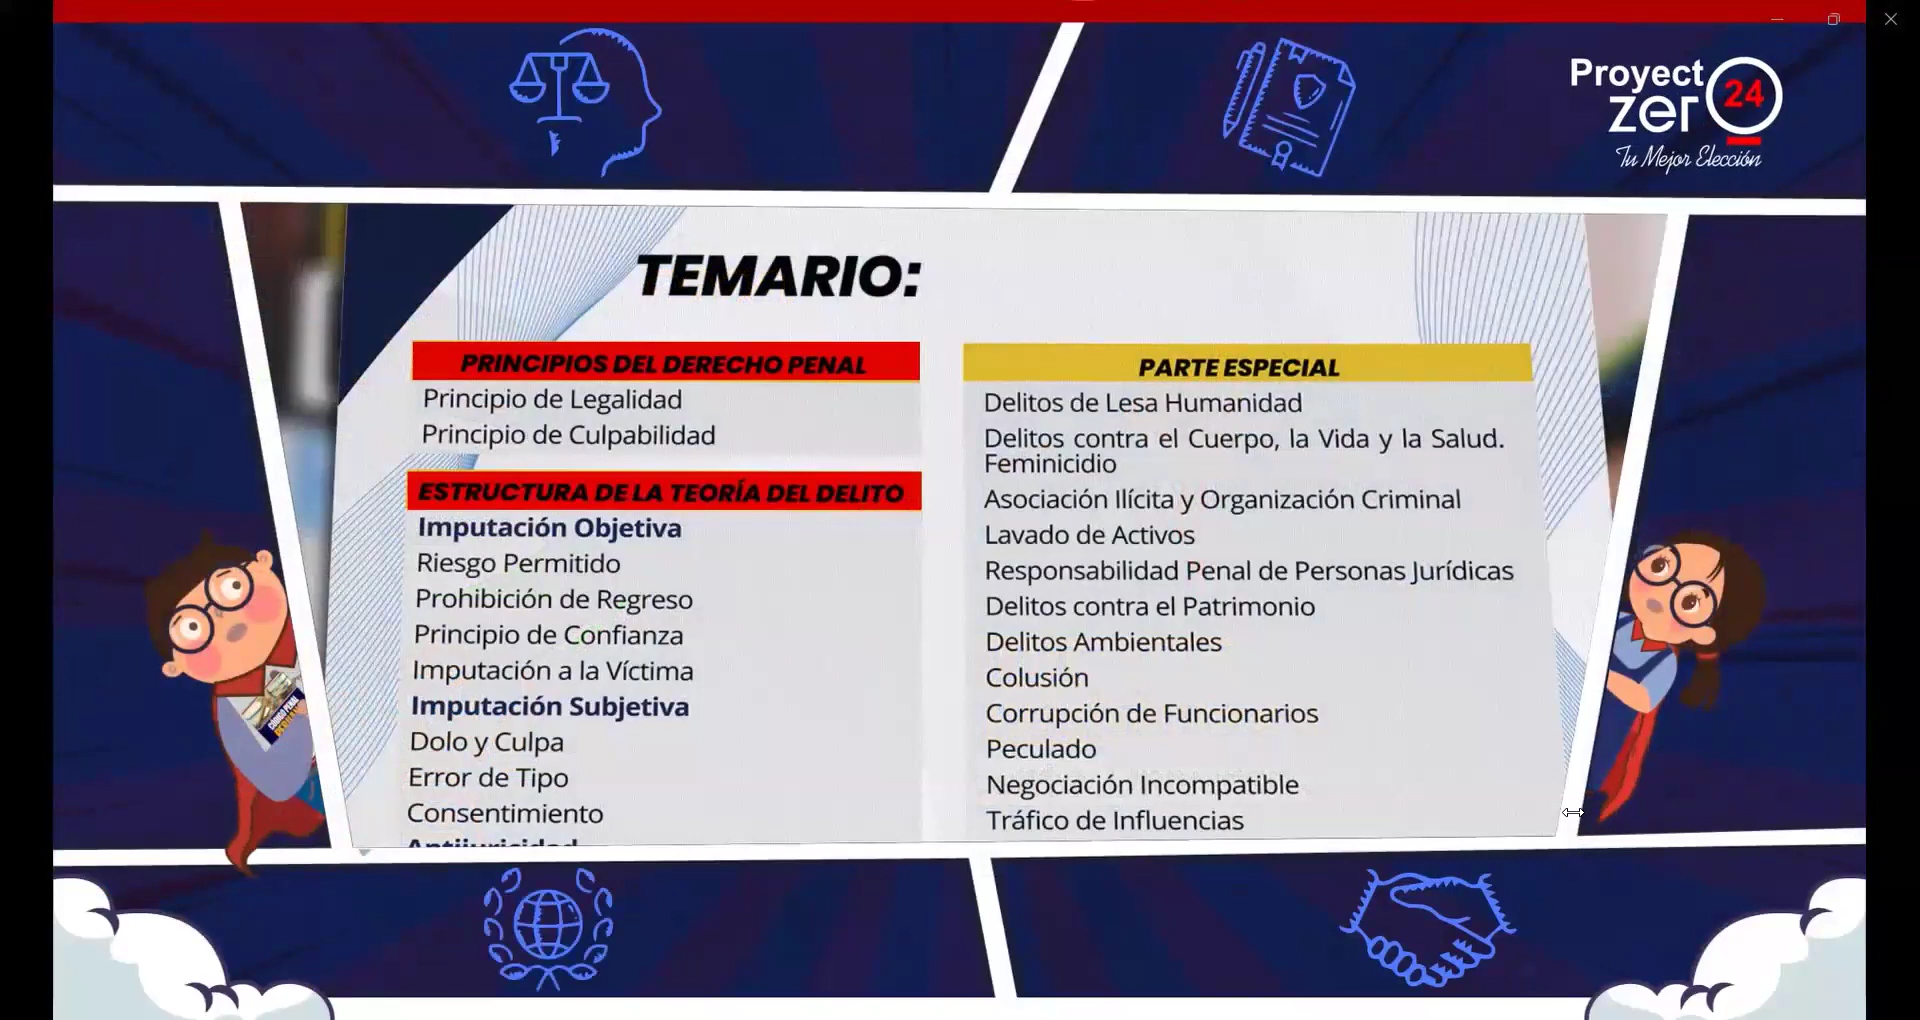 Proyect
zer 24
Tu Mejor Elección
TEMARIO:
PRINCIPIOS DEL DERECHO PENAL
Principio de Legalidad
Principio de Culpabilidad
ESTRUCTURA DE LA TEORÍA DEL DELITO
Imputación Objetiva
Riesgo Permitido
Prohibición de Regreso
Principio de Confianza
Imputación a la Víctima
Imputación Subjetiva
Dolo y Culpa
Error de Tipo
Consentimiento
Antijuricidad
PARTE ESPECIAL
Delitos de Lesa Humanidad
Delitos contra el Cuerpo, la Vida y la Salud.
Feminicidio
Asociación Ilícita y Organización Criminal
Lavado de Activos
Responsabilidad Penal de Personas Jurídicas
Delitos contra el Patrimonio
Delitos Ambientales
Colusión
Corrupción de Funcionarios
Peculado
Negociación Incompatible
Tráfico de Influencias
CÓDIGO PENAL